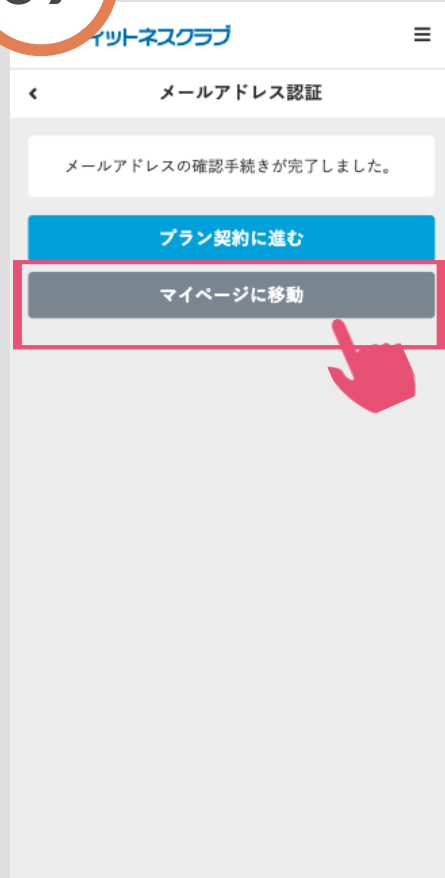 ィットネスクラブ
メールアドレス認証
メールアドレスの確認手続きが完了しました。
プラン契約に進む
マイページに移動